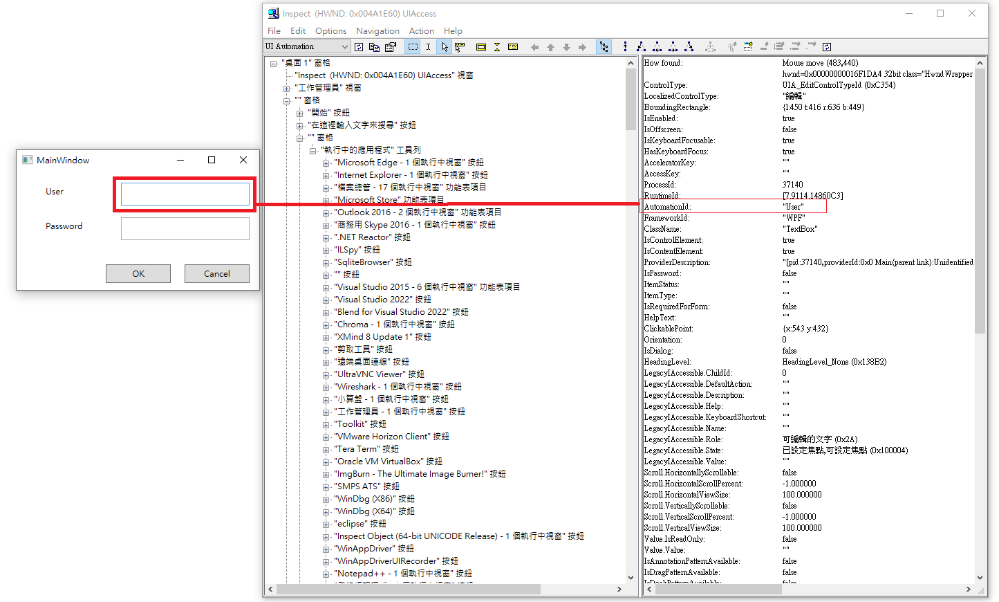 MainWindow
User
Password
OK
Cancel
Inspect (HWND: 0x004A1E60) UIAccess
File Edit Options Navigation Action Help
UI Automation
"桌面 1" 窗格
"Inspect (HWND: 0x004A1E60) UIAccess" 視窗
"工作管理員" 視窗
"" 窗格
"開始" 按鈕
"在這裡輸入文字來搜尋" 按鈕
"" 窗格
"執行中的應用程式" 工具列
"Microsoft Edge - 1 個執行中視窗" 按鈕
"Internet Explorer - 1 個執行中視窗" 按鈕
"檔案總管 - 17 個執行中視窗" 功能表項目
"Microsoft Store" 功能表項目
"Outlook 2016 - 2 個執行中視窗" 功能表項目
"商務用 Skype 2016 - 1 個執行中視窗" 按鈕
".NET Reactor" 按鈕
"ILSpy" 按鈕
"SqliteBrowser" 按鈕
"" 按鈕
"Visual Studio 2015 - 6 個執行中視窗" 功能表項目
"Visual Studio 2022" 按鈕
"Blend for Visual Studio 2022" 按鈕
"Chroma - 1 個執行中視窗" 按鈕
"XMind 8 Update 1" 按鈕
"剪取工具" 按鈕
"遠端桌面連線" 按鈕
"UltraVNC Viewer" 按鈕
"Wireshark - 1 個執行中視窗" 按鈕
"小算盤 - 1 個執行中視窗" 按鈕
"工作管理員 - 1 個執行中視窗" 按鈕
"Toolkit" 按鈕
"VMware Horizon Client" 按鈕
"Tera Term" 按鈕
"Oracle VM VirtualBox" 按鈕
"ImgBurn - The Ultimate Image Burner!" 按鈕
"SMPS ATS" 按鈕
"WinDbg (X86)" 按鈕
"WinDbg (X64)" 按鈕
"eclipse" 按鈕
"Inspect Object (64-bit UNICODE Release) - 1 個執行中視窗" 按鈕
"WinAppDriver" 按鈕
"WinAppDriverUIRecorder" 按鈕
"Notepad++ - 1 個執行中視窗" 按鈕
How found: Mouse move (483,440)
hwnd=0x00000000016F1DA4 32bit class="HwndWrapper
ControlType: UIA_EditControlTypeId (0xC354)
LocalizedControlType: "編輯"
BoundingRectangle: {l:450 t:416 r:636 b:449}
IsEnabled: true
IsOffscreen: false
IsKeyboardFocusable: true
HasKeyboardFocus: true
AcceleratorKey: ""
AccessKey: ""
ProcessId: 37140
RuntimeId: [7.9114.14860C3]
AutomationId: "User"
FrameworkId: "WPF"
ClassName: "TextBox"
IsControlElement: true
IsContentElement: true
ProviderDescription: "[pid:37140,providerId:0x0 Main(parent link):Unidentified
IsPassword: false
ItemStatus: ""
ItemType: ""
IsRequiredForForm: false
HelpText: ""
ClickablePoint: {x:543 y:432}
Orientation: 0
IsDialog: false
HeadingLevel: HeadingLevel_None (0x138B2)
LegacyIAccessible.ChildId: 0
LegacyIAccessible.DefaultAction: ""
LegacyIAccessible.Description: ""
LegacyIAccessible.Help: ""
LegacyIAccessible.KeyboardShortcut: ""
LegacyIAccessible.Name: ""
LegacyIAccessible.Role: 可編輯的文字 (0x2A)
LegacyIAccessible.State: 已設定焦點,可設定焦點 (0x100004)
LegacyIAccessible.Value: ""
Scroll.HorizontallyScrollable: false
Scroll.HorizontalScrollPercent: -1.000000
Scroll.HorizontalViewSize: 100.000000
Scroll.VerticallyScrollable: false
Scroll.VerticalScrollPercent: -1.000000
Scroll.VerticalViewSize: 100.000000
Value.IsReadOnly: false
Value.Value: ""
IsAnnotationPatternAvailable: false
IsDragPatternAvailable: false